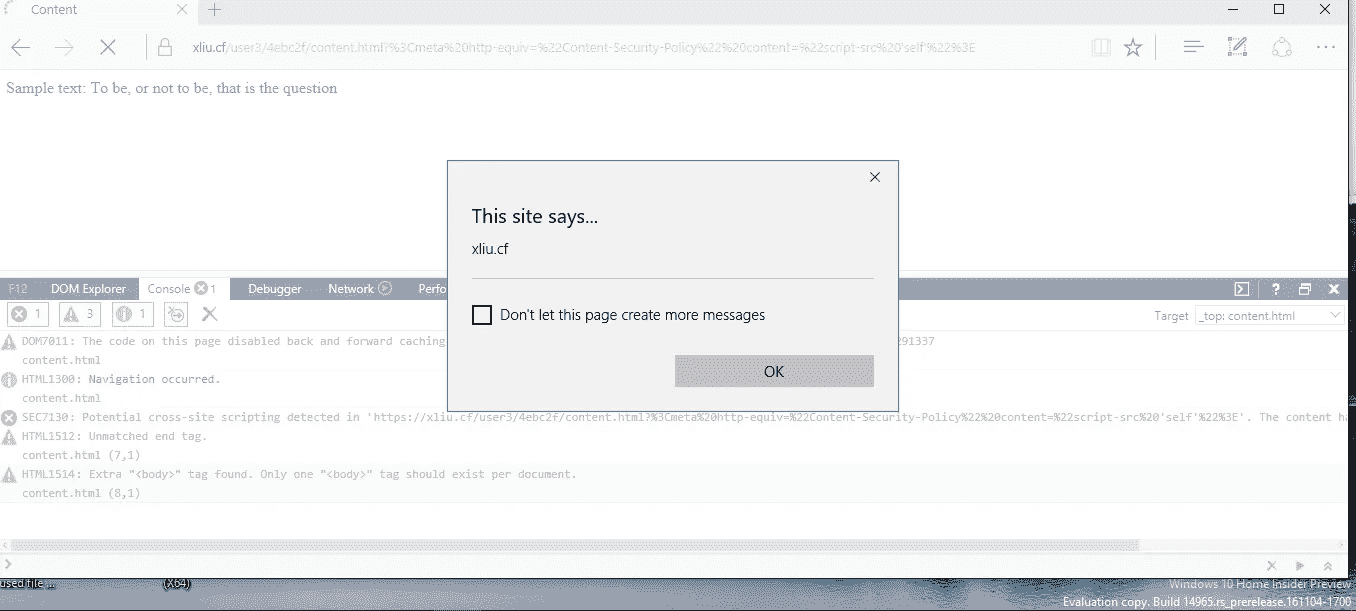 Content
xliu.cf/user3/4ebc2f/content.html?%3Cmeta%20http-equiv=%22Content-Security-Policy%22%20content=%22script-src%20'self'%22%3E
Sample text: To be, or not to be, that is the question
This site says...
xliu.cf
Don't let this page create more messages
OK
F12 DOM Explorer Console 1 Debugger Network Perfo
1 3 1 Target _top: content.html
DOM7011: The code on this page disabled back and forward caching 291337
content.html
HTML1300: Navigation occurred.
content.html
SEC7130: Potential cross-site scripting detected in 'https://xliu.cf/user3/4ebc2f/content.html?%3Cmeta%20http-equiv=%22Content-Security-Policy%22%20content=%22script-src%20'self'%22%3E'. The content ha
HTML1512: Unmatched end tag.
content.html (7,1)
HTML1514: Extra "<body>" tag found. Only one "<body>" tag should exist per document.
content.html (8,1)
used file ... (X64) Windows 10 Home Insider Preview
Evaluation copy. Build 14965.rs_prerelease.161104-1700